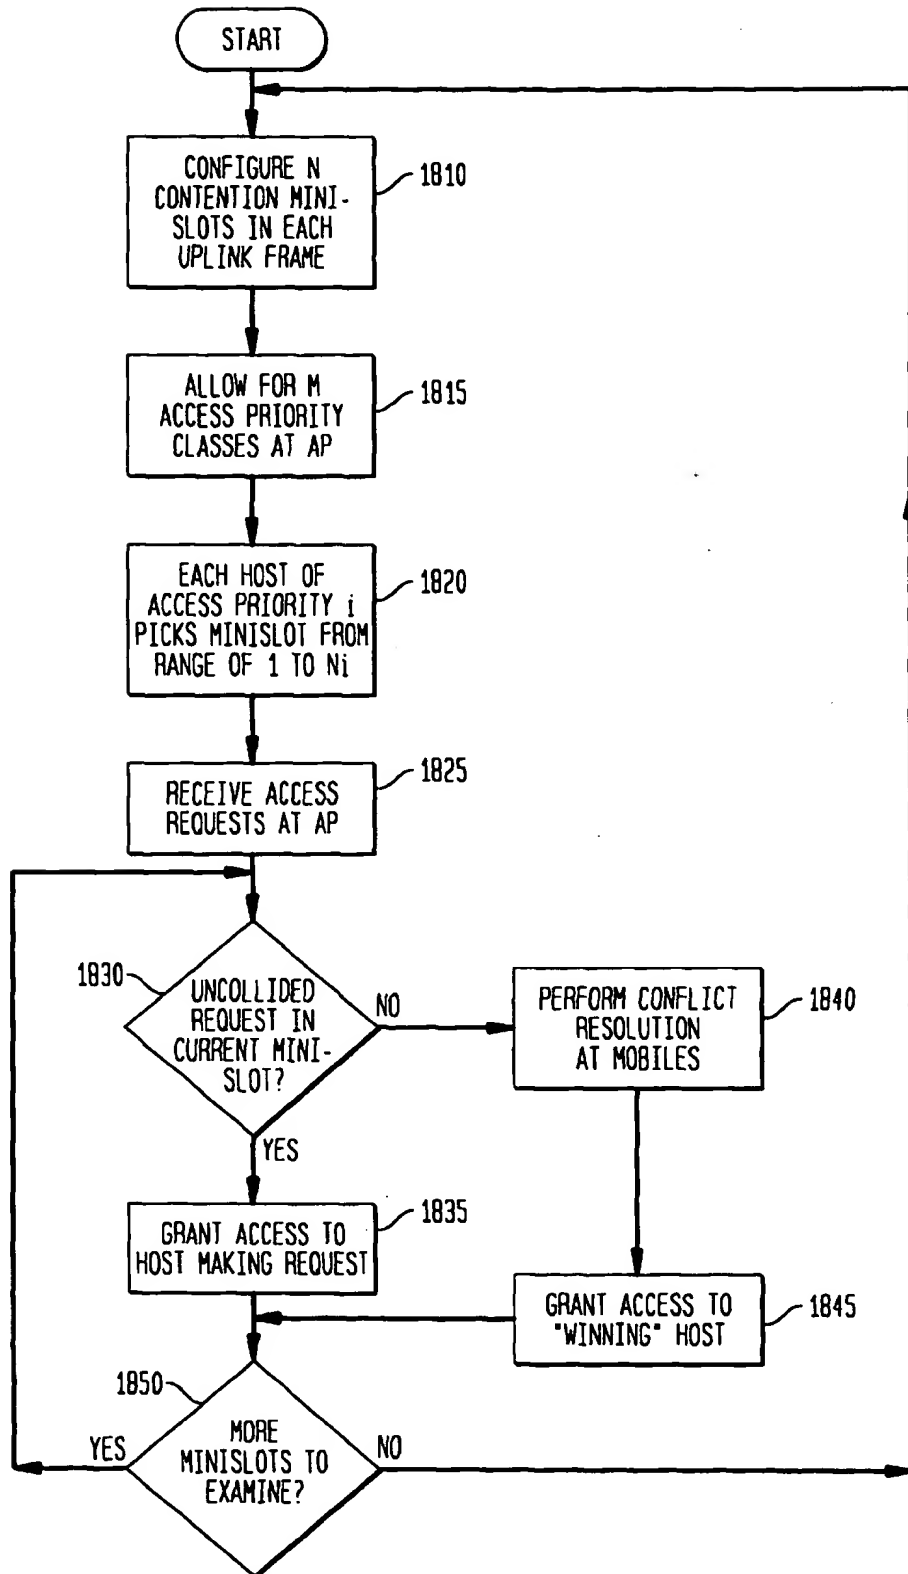 START
CONFIGURE N
CONTENTION MINI-
SLOTS IN EACH
UPLINK FRAME
1810
ALLOW FOR M
ACCESS PRIORITY
CLASSES AT AP
1815
EACH HOST OF
ACCESS PRIORITY i
PICKS MINISLOT FROM
RANGE OF 1 TO Ni
1820
RECEIVE ACCESS
REQUESTS AT AP
1825
1830
UNCOLLIDED
REQUEST IN
CURRENT MINI-
SLOT?
NO
YES
PERFORM CONFLICT
RESOLUTION
AT MOBILES
1840
GRANT ACCESS TO
HOST MAKING REQUEST
1835
GRANT ACCESS TO
"WINNING" HOST
1845
1850
MORE
MINISLOTS TO
EXAMINE?
YES
NO